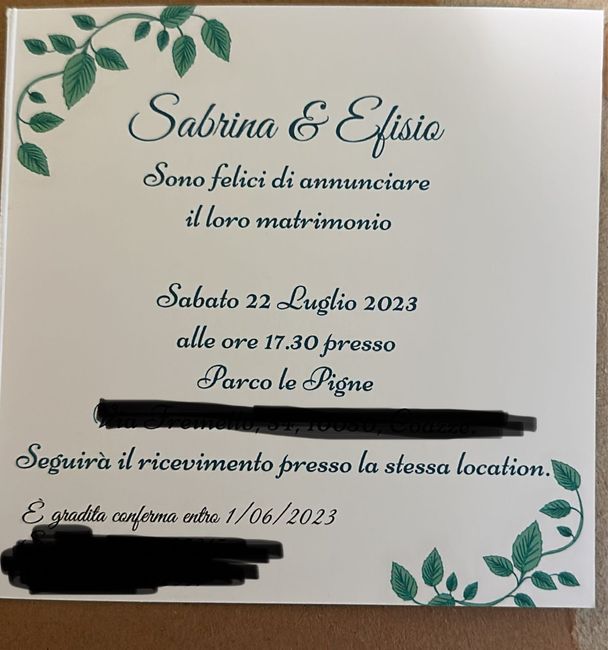 Sabrina & Efisio
Sono felici di annunciare
il loro matrimonio
Sabato 22 Luglio 2023
alle ore 17.30 presso
Parco le Pigne
Seguirà il ricevimento presso la stessa location.
È gradita conferma entro 1/06/2023